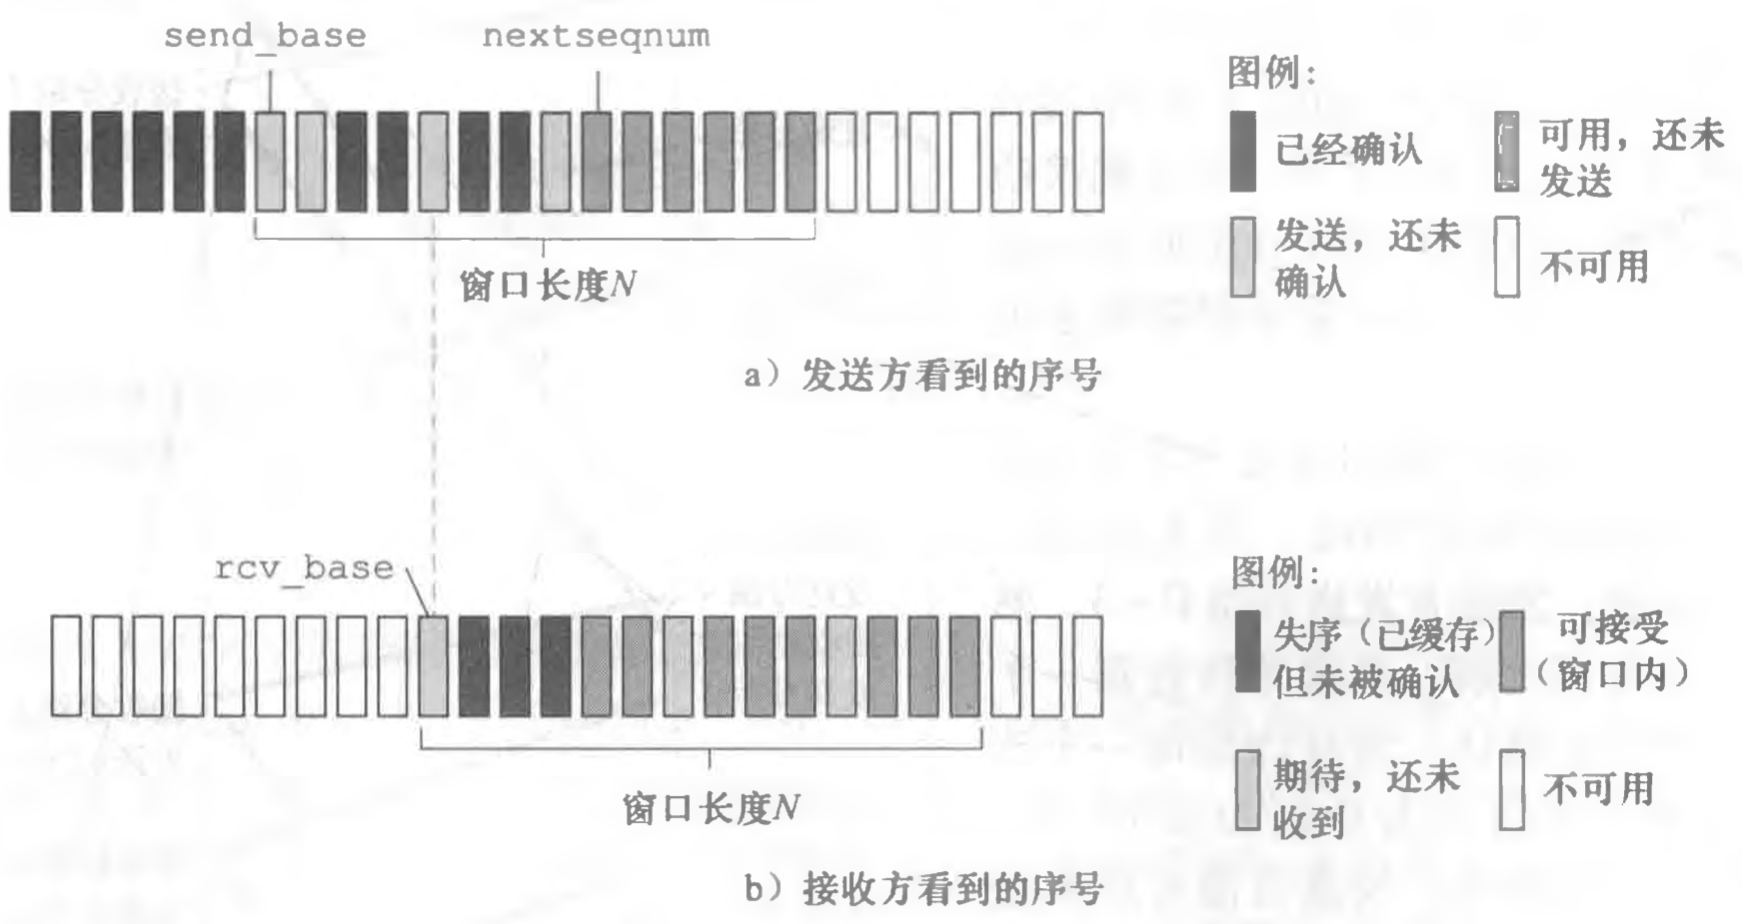 send_base nextseqnum
图例：
已经确认
可用，还未
发送
发送，还未
确认
不可用
窗口长度N
a）发送方看到的序号
rcv_base
图例：
失序（已缓存）
但未被确认
可接受
（窗口内）
期待，还未
收到
不可用
窗口长度N
b）接收方看到的序号